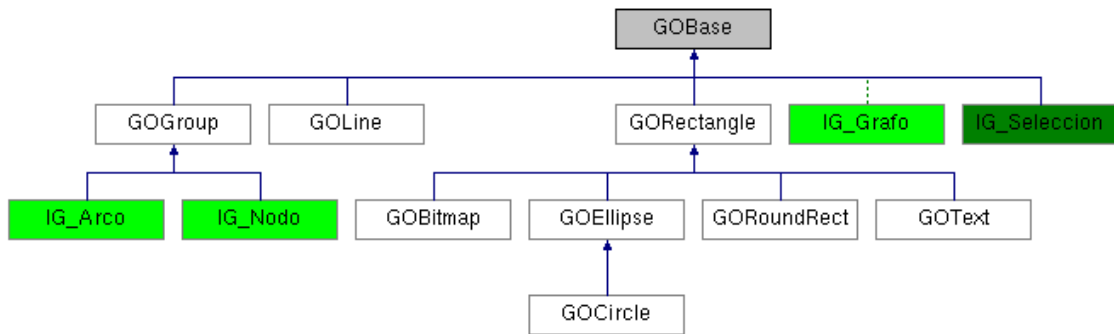 GOBase
GOGroup
GOLine
GORectangle
IG_Grafo
IG_Seleccion
IG_Arco
IG_Nodo
GOBitmap
GOEllipse
GORoundRect
GOText
GOCircle